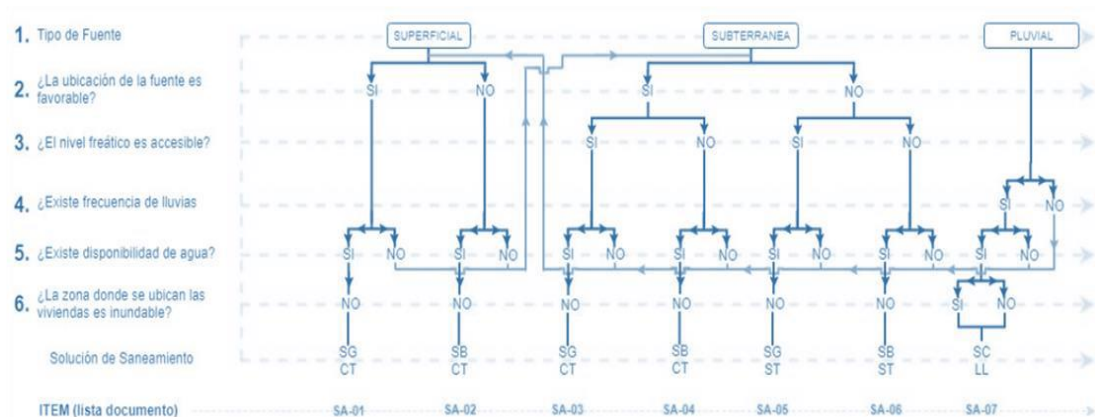 1. Tipo de Fuente SUPERFICIAL SUBTERRANEA PLUVIAL
2. ¿La ubicación de la fuente es
favorable?
SI NO SI NO
3. ¿El nivel freático es accesible?
SI NO SI NO
4. ¿Existe frecuencia de lluvias
SI NO
5. ¿Existe disponibilidad de agua?
SI NO SI NO SI NO SI NO SI NO SI NO SI NO
6. ¿La zona donde se ubican las
viviendas es inundable?
NO NO NO NO NO NO SI NO
Solución de Saneamiento
SG SB SG SB SG SB SC
CT CT CT CT ST ST LL
ITEM (lista documento) SA-01 SA-02 SA-03 SA-04 SA-05 SA-06 SA-07